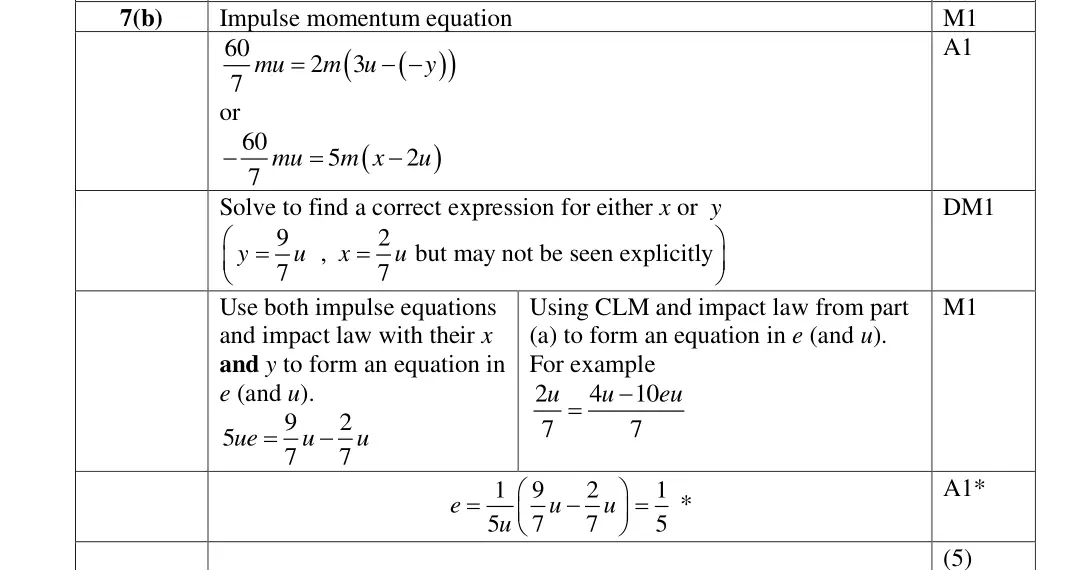 7(b) Impulse momentum equation M1
60/7 mu = 2m(3u − (−y)) A1
or
−60/7 mu = 5m(x − 2u)
Solve to find a correct expression for either x or y DM1
(y = 9/7 u , x = 2/7 u but may not be seen explicitly)
Use both impulse equations
and impact law with their x
and y to form an equation in
e (and u).
5ue = 9/7 u − 2/7 u
Using CLM and impact law from part M1
(a) to form an equation in e (and u).
For example
2u/7 = (4u − 10eu)/7
e = 1/5u (9/7 u − 2/7 u) = 1/5 * A1*
(5)